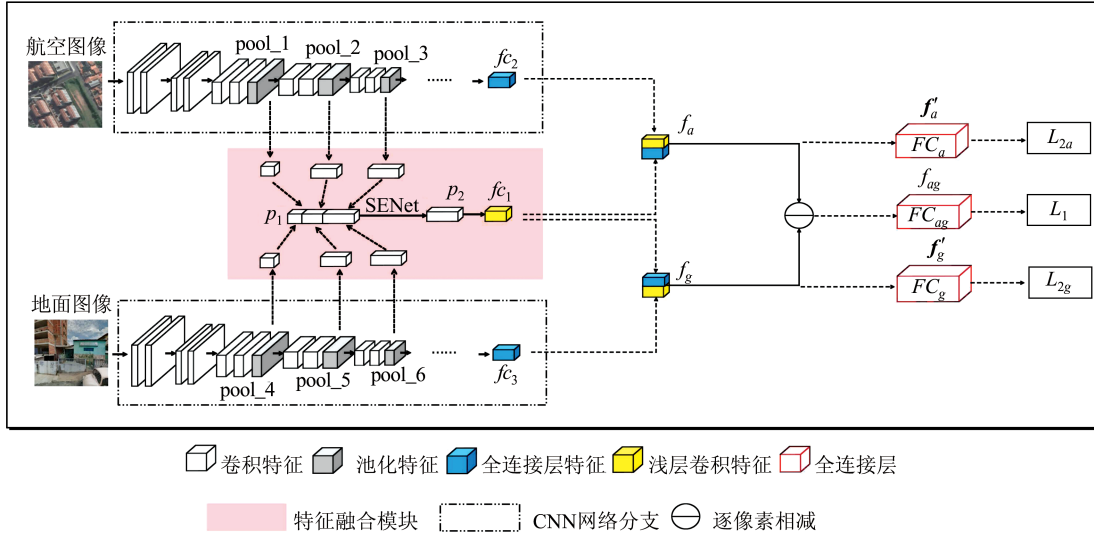 航空图像
pool_1
pool_2
pool_3
......
fc2
p1
SENet
p2
fc1
地面图像
pool_4
pool_5
pool_6
......
fc3
fa
fg
f′a
FCa
L2a
fag
FCag
L1
f′g
FCg
L2g
卷积特征
池化特征
全连接层特征
浅层卷积特征
全连接层
特征融合模块
CNN网络分支
逐像素相减